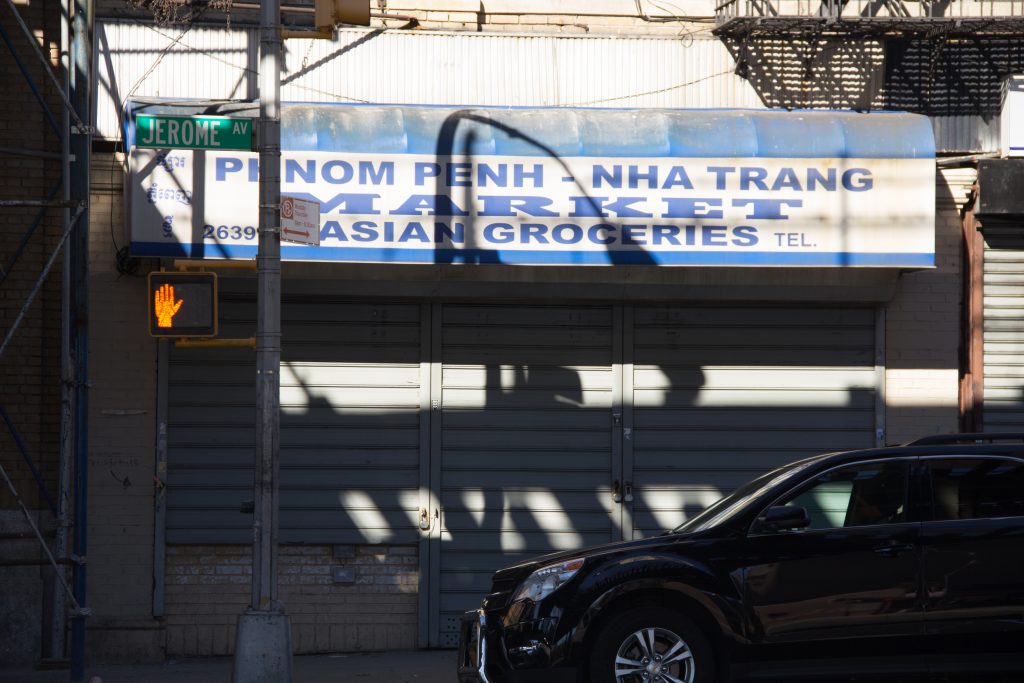 JEROME AV
PHNOM PENH - NHA TRANG
MARKET
2639
ASIAN GROCERIES TEL.